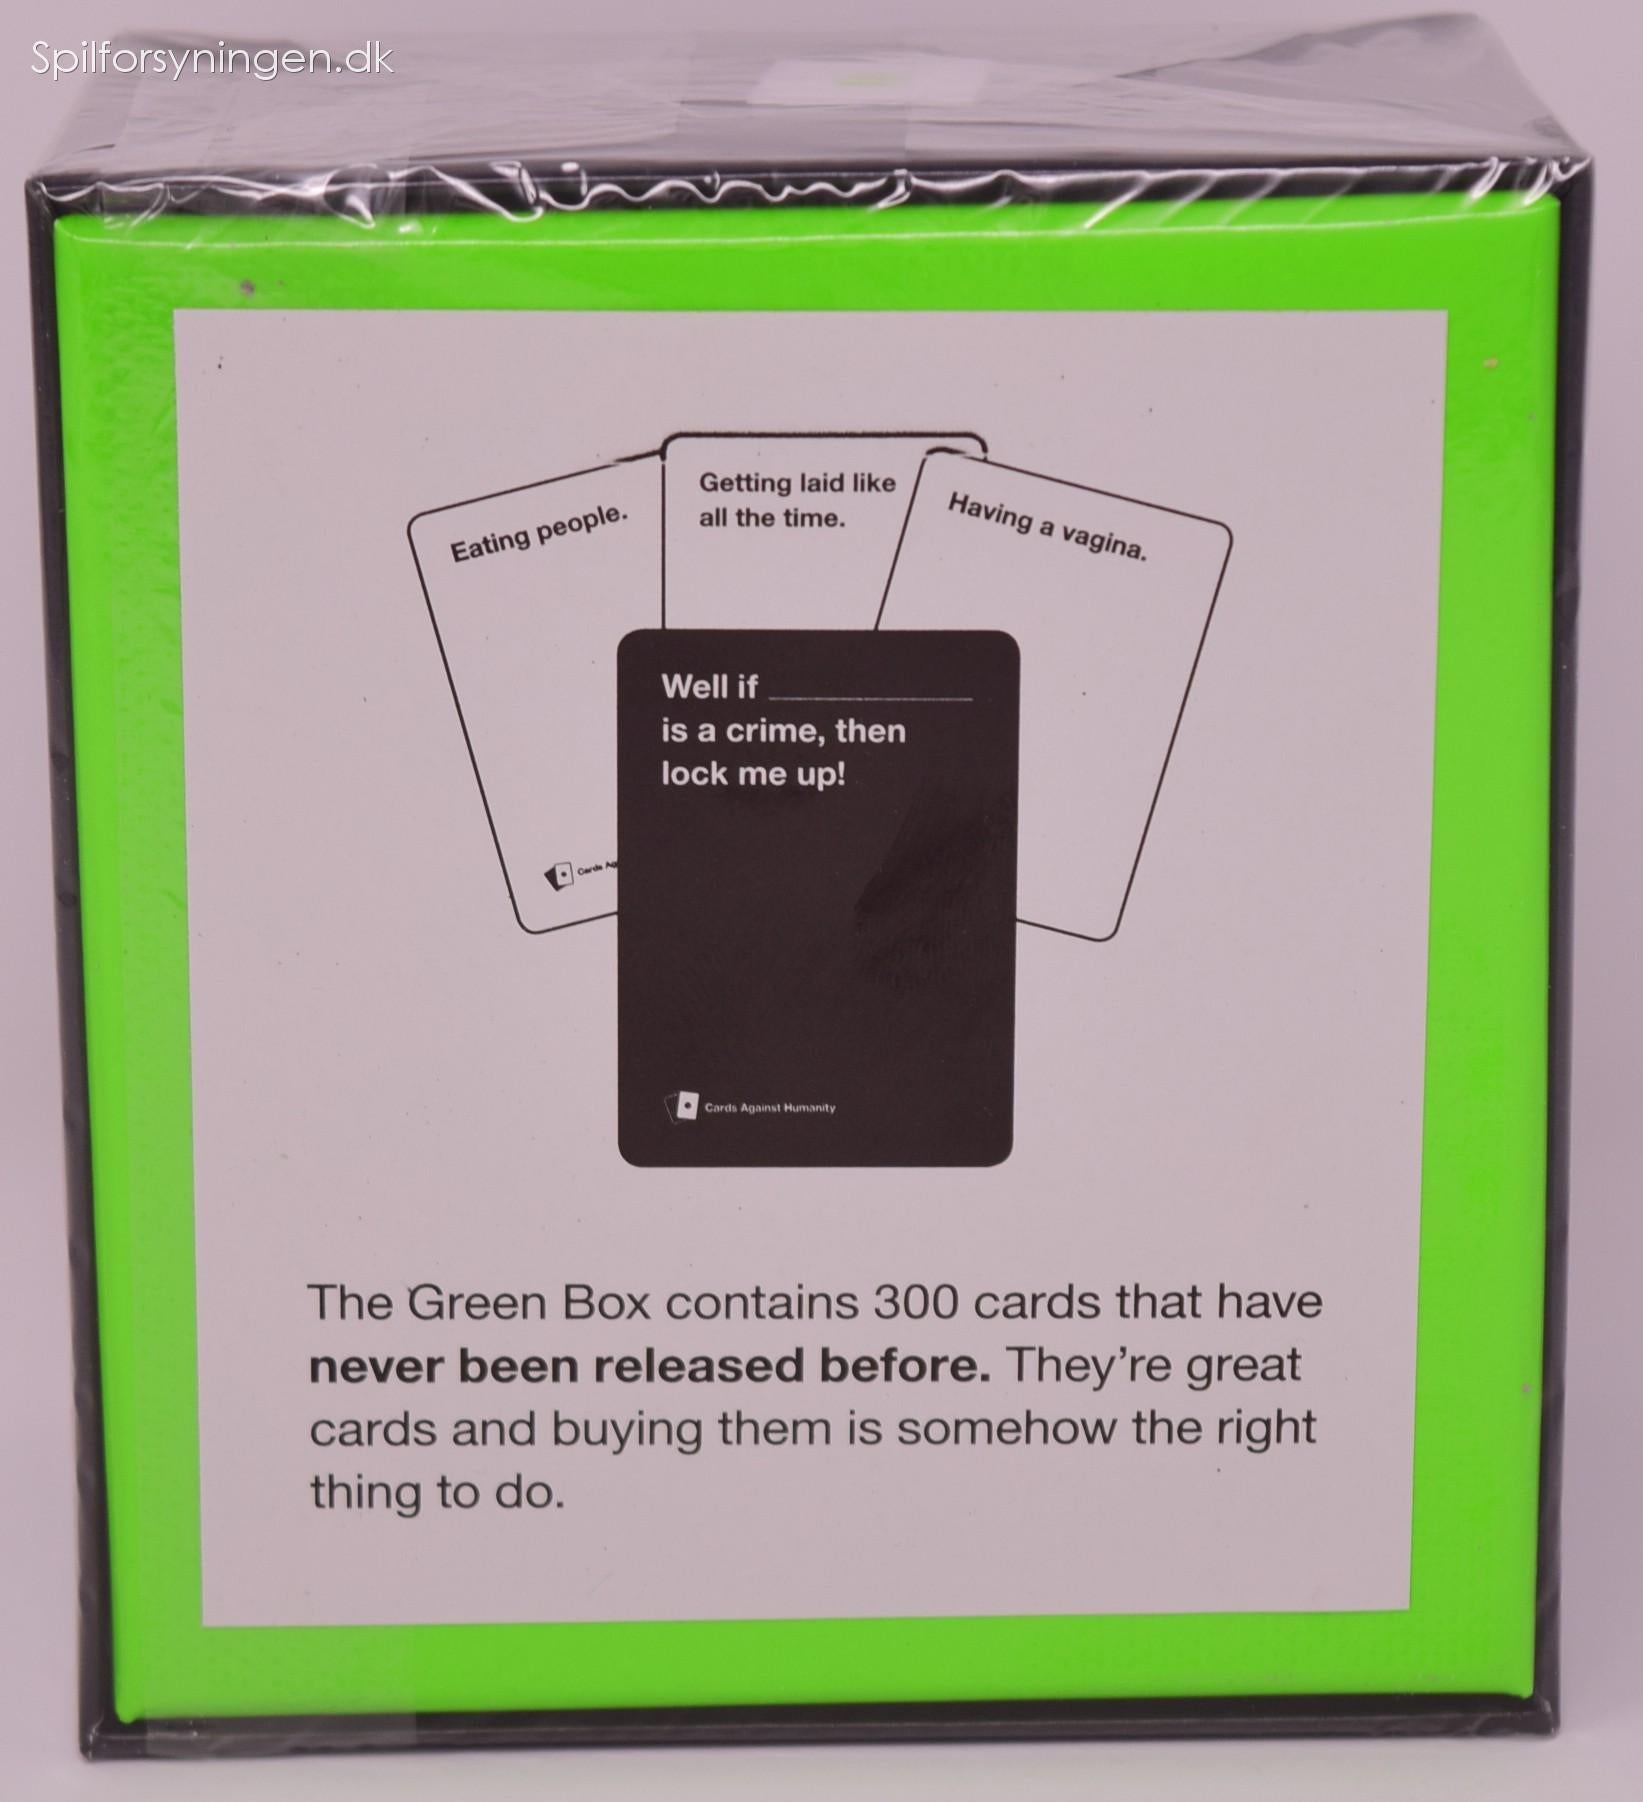 Spilforsyningen.dk
Eating people.
Getting laid like
all the time.
Having a vagina.
Well if ____________
is a crime, then
lock me up!
Cards
Cards Against Humanity
The Green Box contains 300 cards that have
never been released before. They’re great
cards and buying them is somehow the right
thing to do.